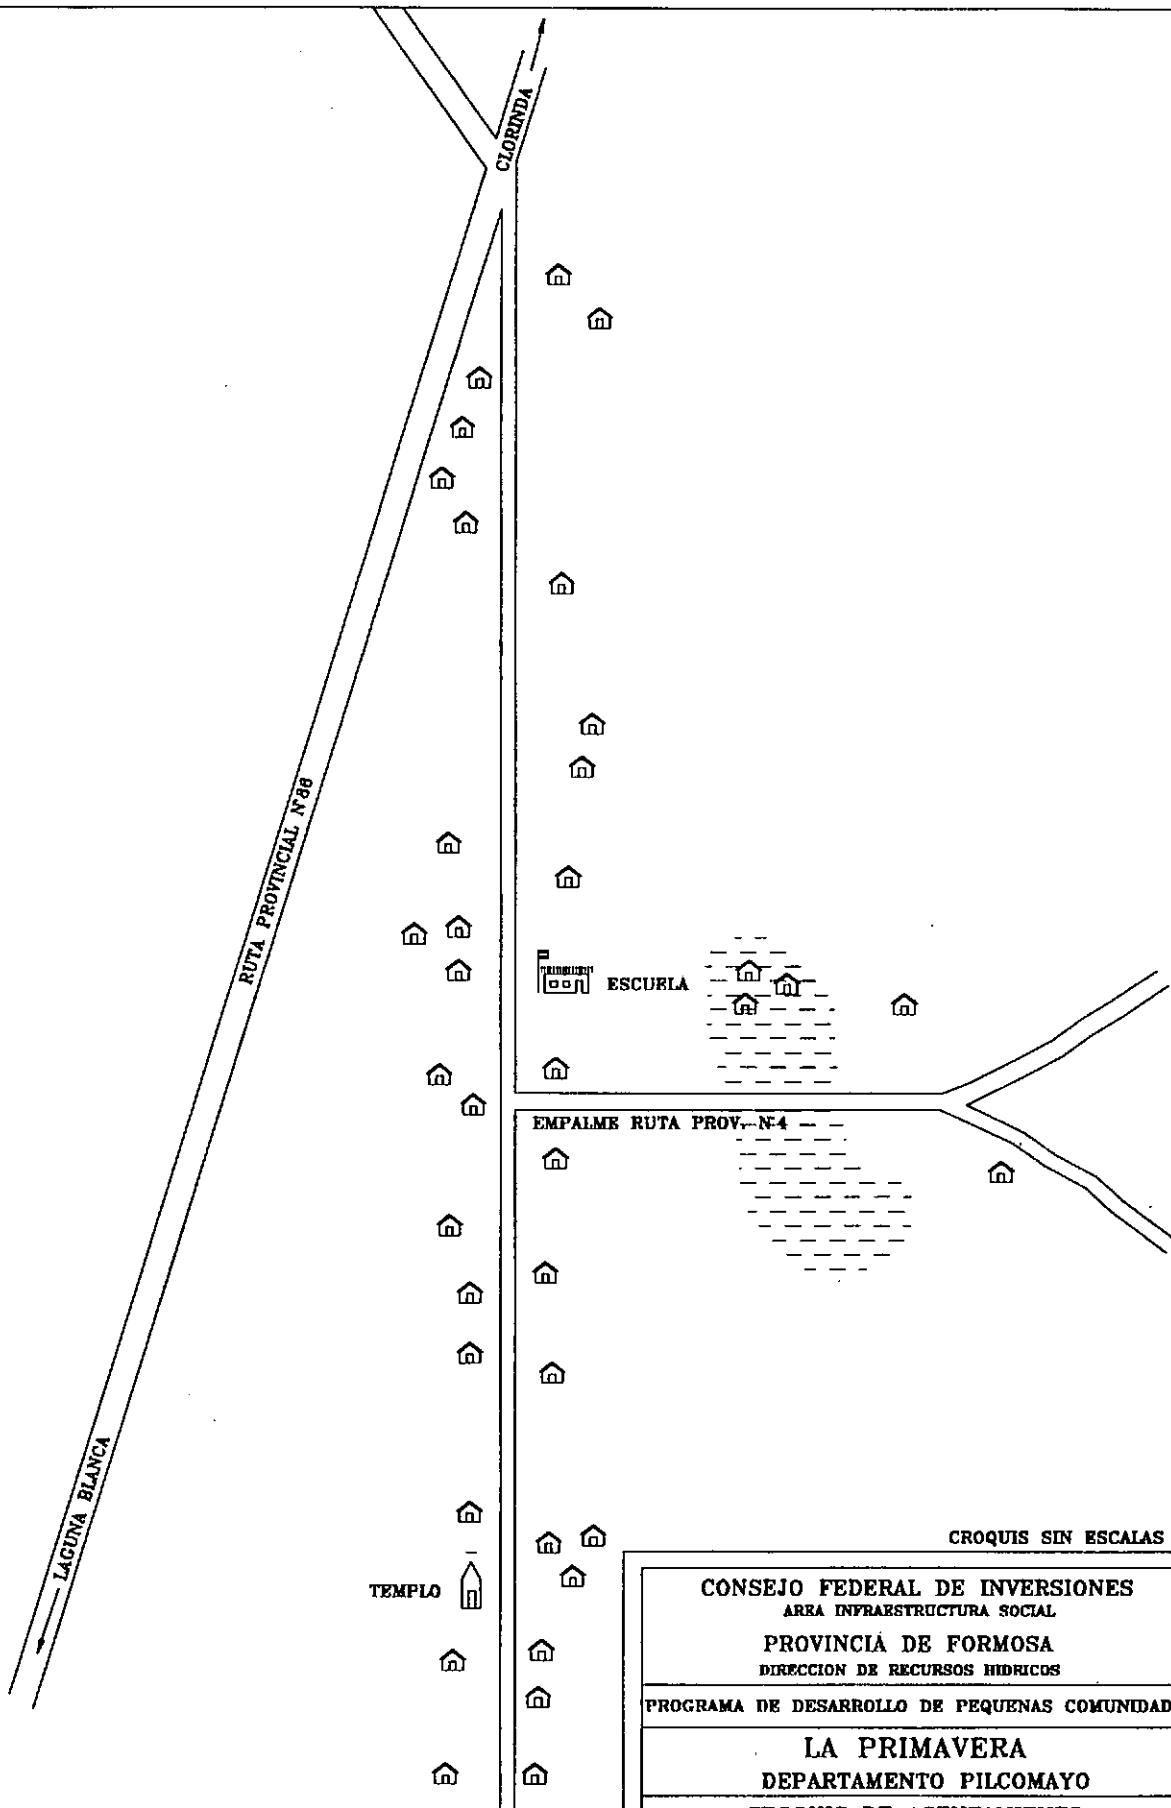 CLORINDA
RUTA PROVINCIAL N°86
ESCUELA
EMPALME RUTA PROV. N°4
LAGUNA BLANCA
TEMPLO
CROQUIS SIN ESCALAS
CONSEJO FEDERAL DE INVERSIONES
AREA INFRAESTRUCTURA SOCIAL
PROVINCIA DE FORMOSA
DIRECCION DE RECURSOS HIDRICOS
PROGRAMA DE DESARROLLO DE PEQUENAS COMUNIDAD
LA PRIMAVERA
DEPARTAMENTO PILCOMAYO